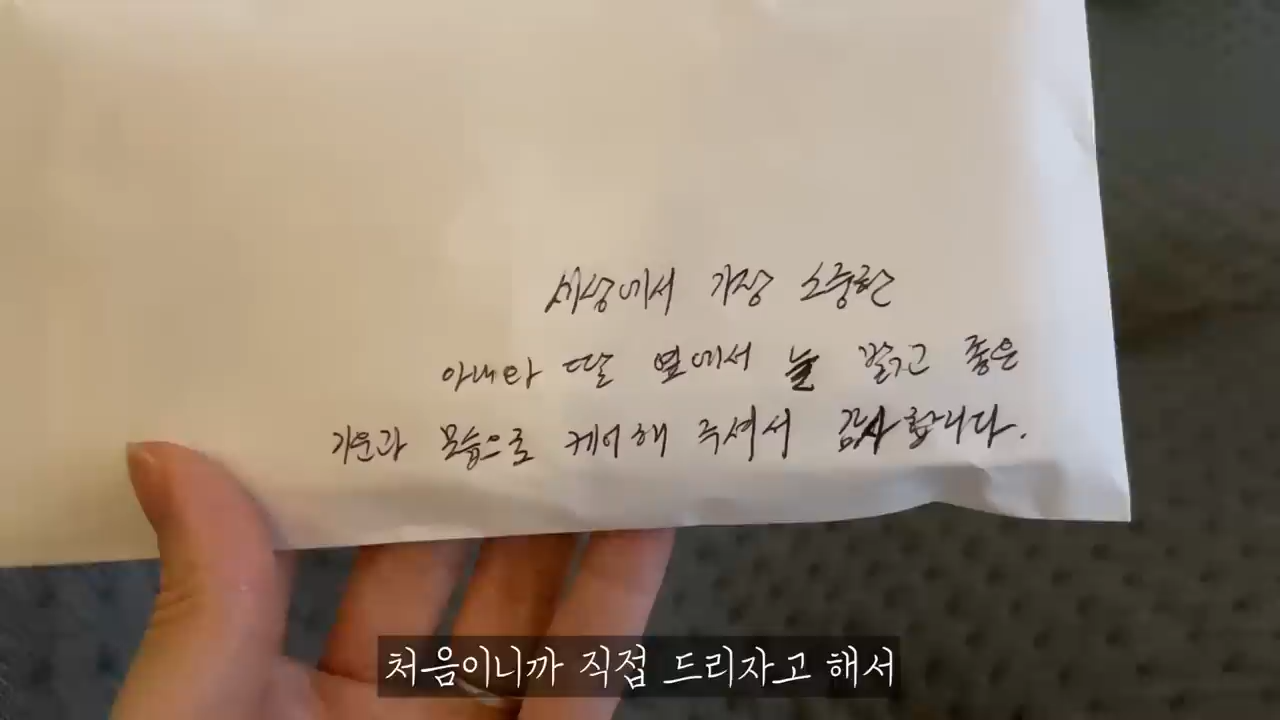 세상에서 가장 소중한
아내와 딸 옆에서 늘 밝고 좋은
기운과 모습으로 케어해 주셔서 감사합니다.
처음이니까 직접 드리자고 해서